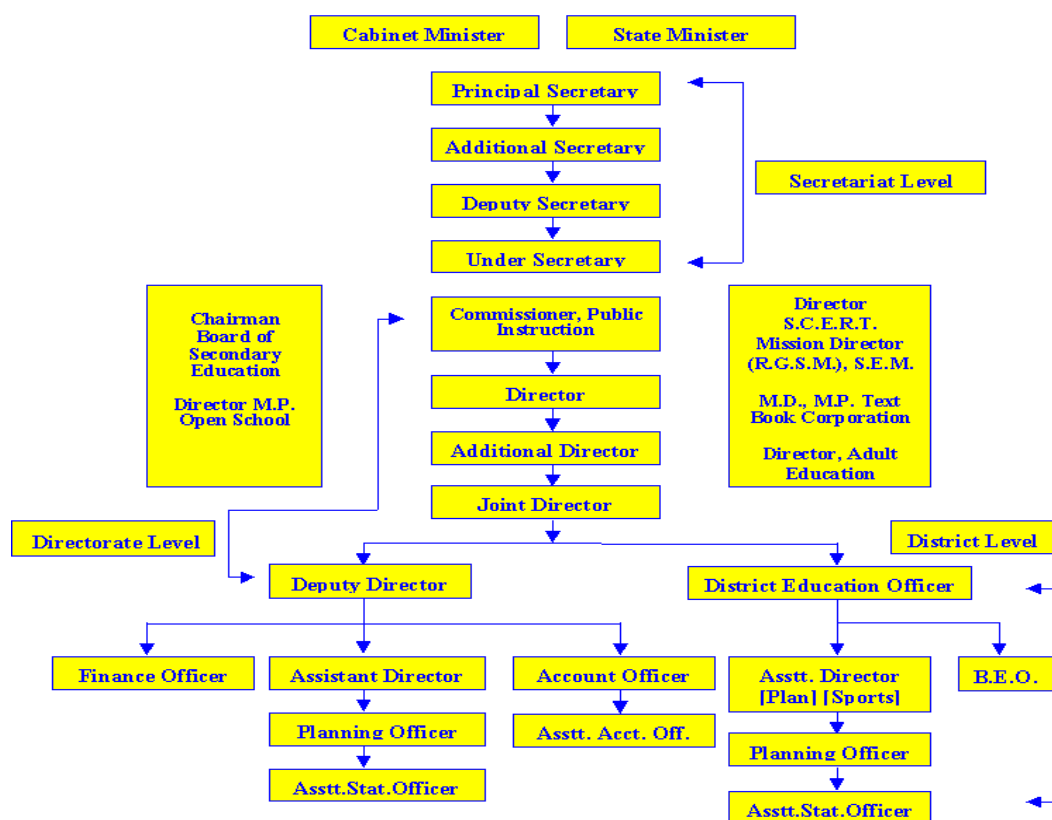 Cabinet Minister
State Minister
Principal Secretary
Additional Secretary
Secretariat Level
Deputy Secretary
Under Secretary
Chairman
Board of
Secondary
Education
Director M.P.
Open School
Commissioner, Public
Instruction
Director
S.C.E.R.T.
Mission Director
(R.G.S.M.), S.E.M.
M.D., M.P. Text
Book Corporation
Director, Adult
Education
Director
Additional Director
Joint Director
Directorate Level
District Level
Deputy Director
District Education Officer
Finance Officer
Assistant Director
Account Officer
Asstt. Director
[Plan] [Sports]
B.E.O.
Planning Officer
Asstt. Acct. Off.
Planning Officer
Asstt.Stat.Officer
Asstt.Stat.Officer